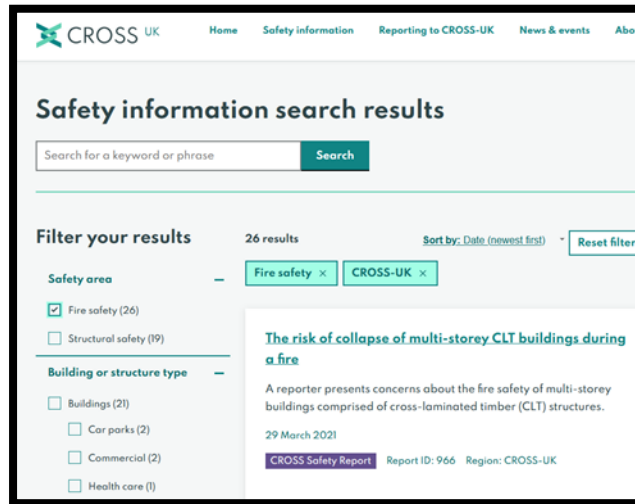 CROSS UK
Home Safety information Reporting to CROSS-UK News & events Abo
Safety information search results
Search for a keyword or phrase Search
Filter your results
26 results Sort by: Date (newest first) Reset filter
Fire safety × CROSS-UK ×
Safety area –
Fire safety (26)
Structural safety (19)
Building or structure type –
Buildings (21)
Car parks (2)
Commercial (2)
Health care (1)
The risk of collapse of multi-storey CLT buildings during
a fire
A reporter presents concerns about the fire safety of multi-storey
buildings comprised of cross-laminated timber (CLT) structures.
29 March 2021
CROSS Safety Report Report ID: 966 Region: CROSS-UK